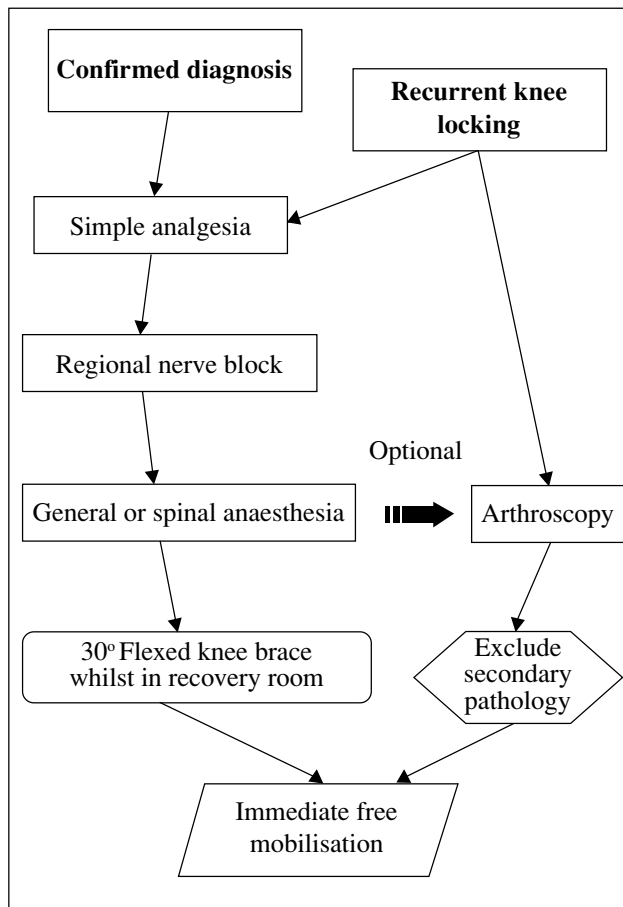 Confirmed diagnosis
Recurrent knee
locking
Simple analgesia
Regional nerve block
Optional
General or spinal anaesthesia
Arthroscopy
30° Flexed knee brace
whilst in recovery room
Exclude
secondary
pathology
Immediate free
mobilisation